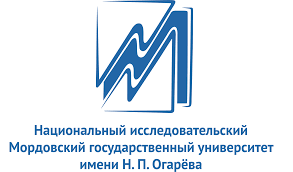 Национальный исследовательский
Мордовский государственный университет
имени Н. П. Огарёва